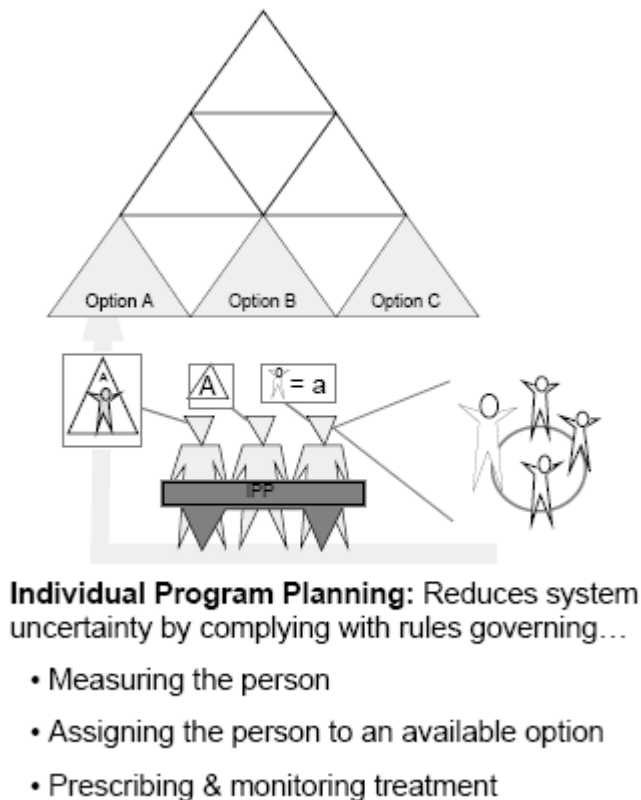 Option A
Option B
Option C
A
A
= a
IPP
Individual Program Planning: Reduces system
uncertainty by complying with rules governing…
• Measuring the person
• Assigning the person to an available option
• Prescribing & monitoring treatment